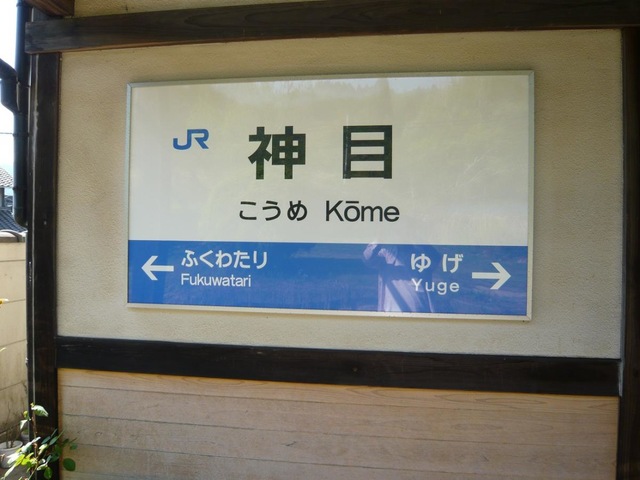 JR 神目
こうめ Kōme
← ふくわたり ゆげ →
Fukuwatari Yuge